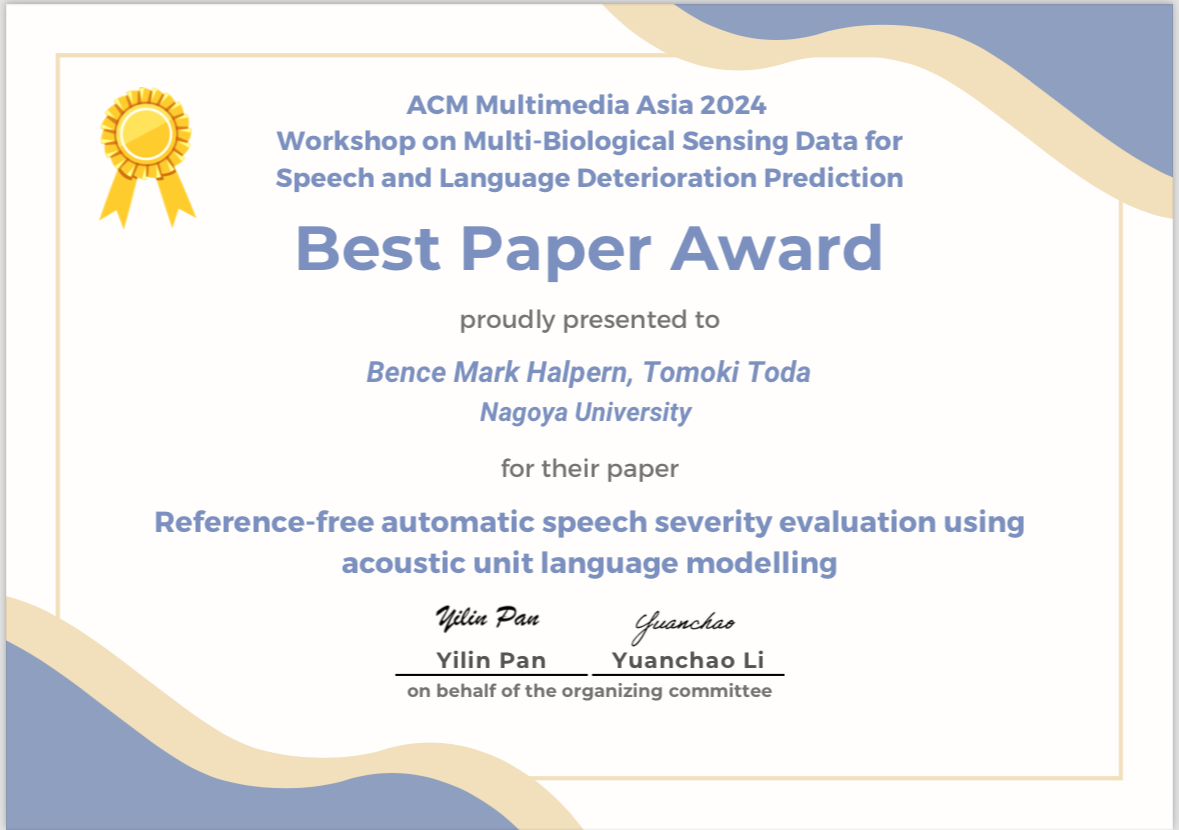 ACM Multimedia Asia 2024
Workshop on Multi-Biological Sensing Data for
Speech and Language Deterioration Prediction
Best Paper Award
proudly presented to
Bence Mark Halpern, Tomoki Toda
Nagoya University
for their paper
Reference-free automatic speech severity evaluation using
acoustic unit language modelling
Yilin Pan Yuanchao
Yilin Pan Yuanchao Li
on behalf of the organizing committee